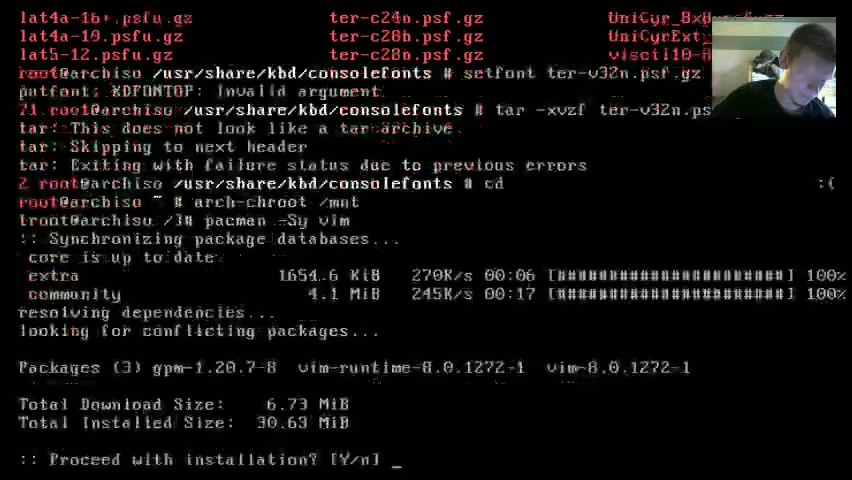 lat4a-16+.psfu.gz ter-c24n.psf.gz
lat4a-19.psfu.gz ter-c28b.psf.gz
lat5-12.psfu.gz ter-c28n.psf.gz
root@archiso /usr/share/kbd/consolefonts # setfont ter-v32n.psf.gz
putfont: KDFONTOP: Invalid argument
71 root@archiso /usr/share/kbd/consolefonts # tar -xvzf ter-v32n.ps
tar: This does not look like a tar archive
tar: Skipping to next header
tar: Exiting with failure status due to previous errors
2 root@archiso /usr/share/kbd/consolefonts # cd :(
root@archiso ~ # arch-chroot /mnt
[root@archiso /]# pacman -Sy vim
:: Synchronizing package databases...
core is up to date
extra 1654.6 KiB 270K/s 00:06 [######################] 100%
community 4.1 MiB 245K/s 00:17 [######################] 100%
resolving dependencies...
looking for conflicting packages...
Packages (3) gpm-1.20.7-8 vim-runtime-8.0.1272-1 vim-8.0.1272-1
Total Download Size: 6.73 MiB
Total Installed Size: 30.63 MiB
:: Proceed with installation? [Y/n] _